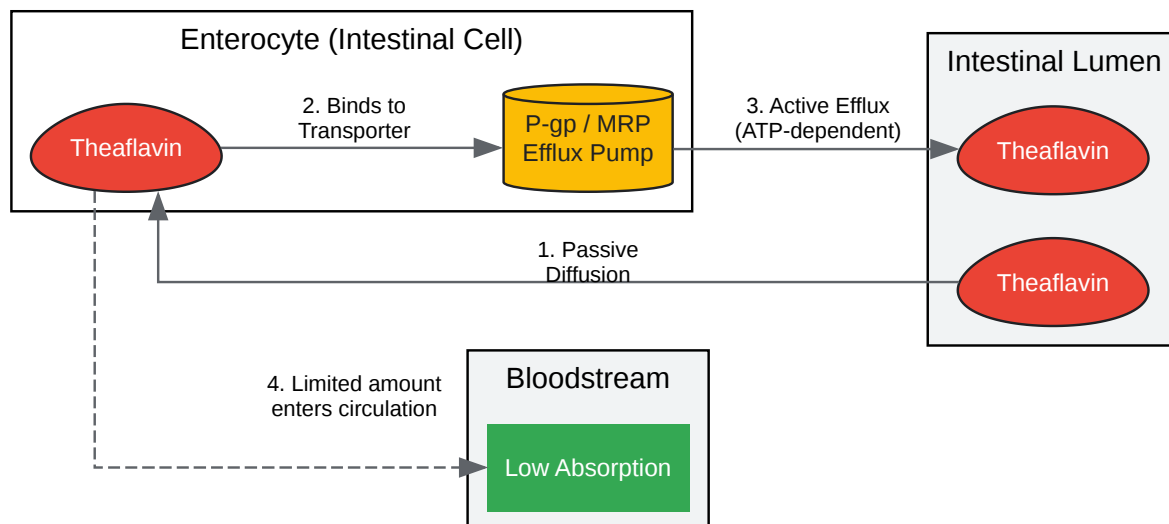 Enterocyte (Intestinal Cell)
Intestinal Lumen
2. Binds to
Transporter
3. Active Efflux
(ATP-dependent)
Theaflavin
P-gp / MRP
Efflux Pump
Theaflavin
1. Passive
Diffusion
Theaflavin
Bloodstream
4. Limited amount
enters circulation
Low Absorption